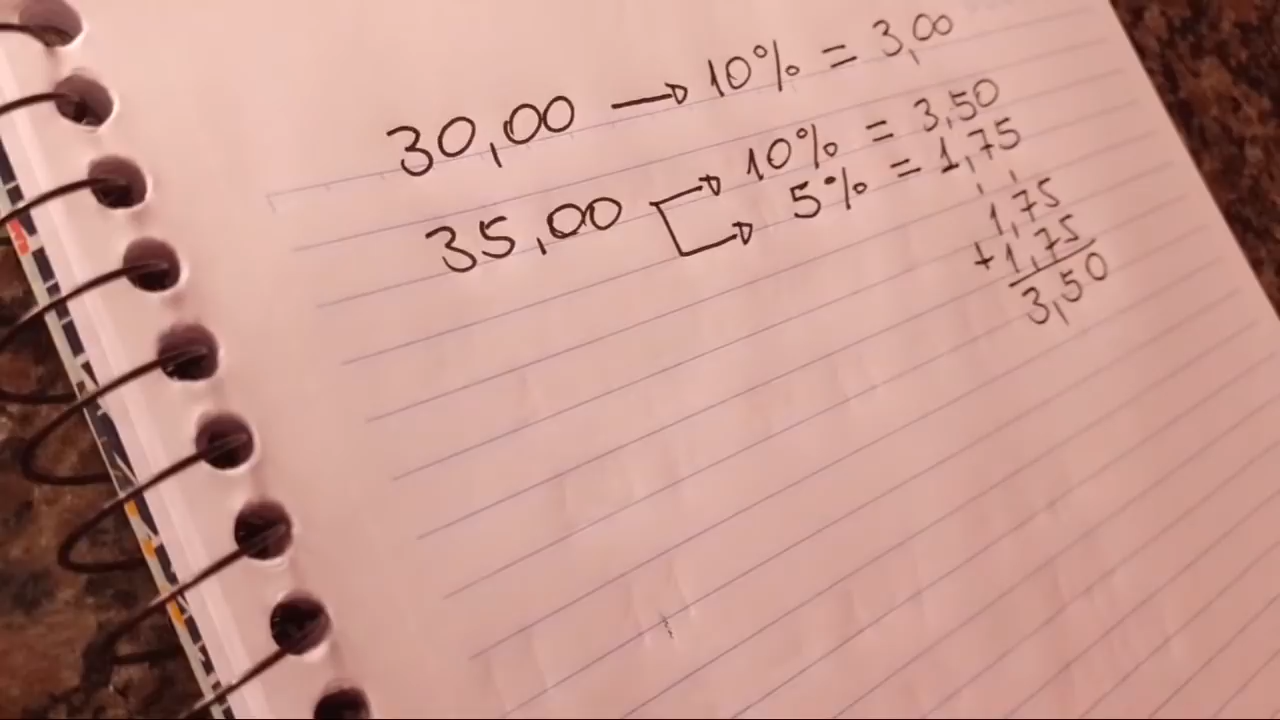 30,00 → 10% = 3,00
35,00 → 10% = 3,50
→ 5% = 1,75
1,75
+ 1,75
3,50